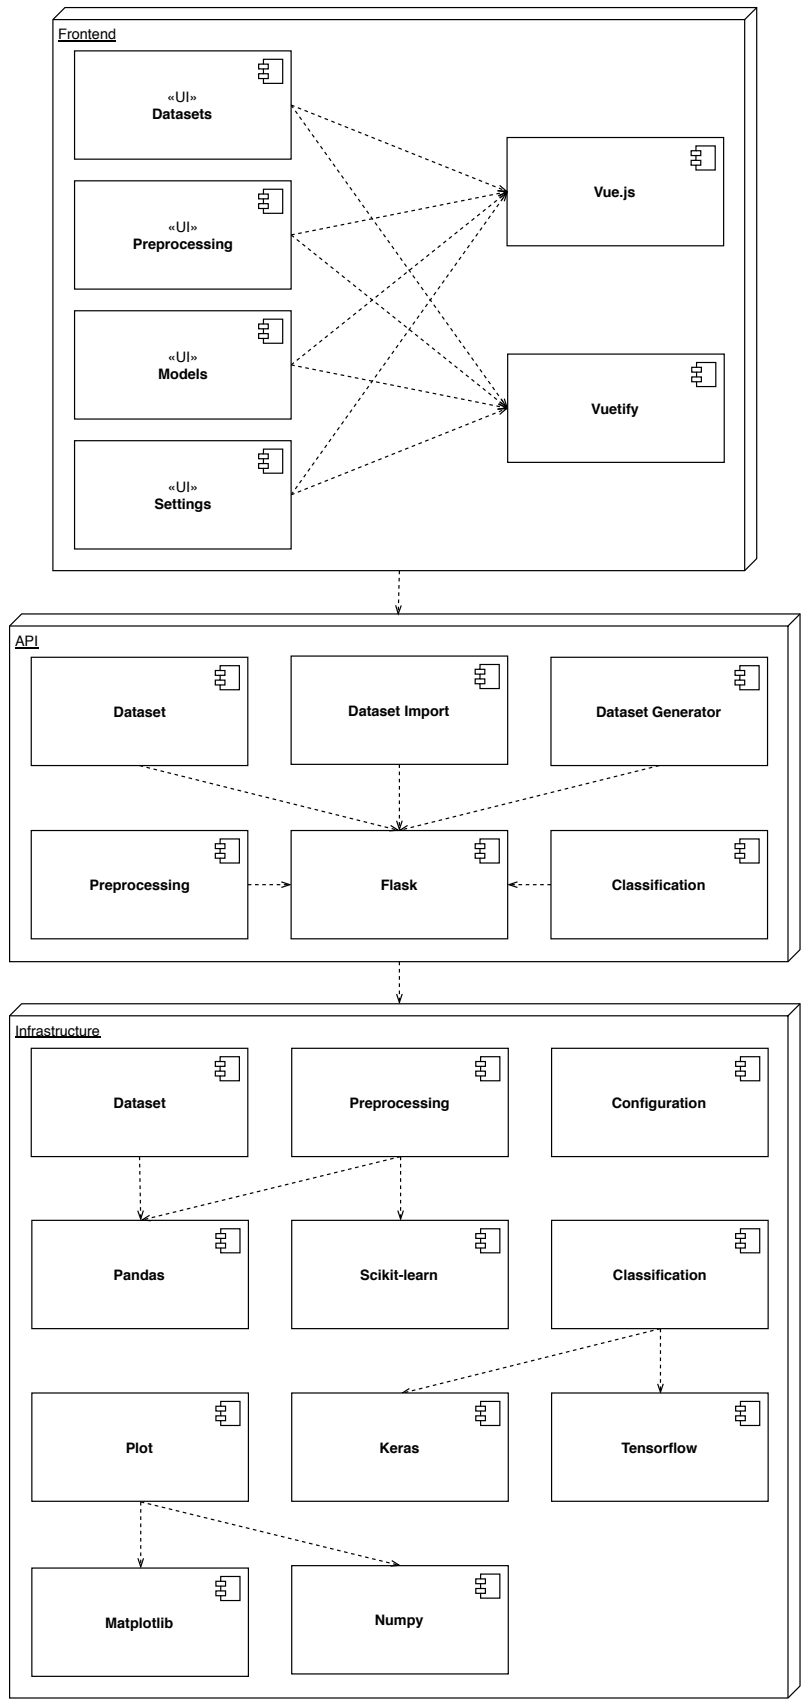 Frontend
«UI»
Datasets
Vue.js
«UI»
Preprocessing
«UI»
Models
Vuetify
«UI»
Settings
API
Dataset
Dataset Import
Dataset Generator
Preprocessing
Flask
Classification
Infrastructure
Dataset
Preprocessing
Configuration
Pandas
Scikit-learn
Classification
Plot
Keras
Tensorflow
Matplotlib
Numpy